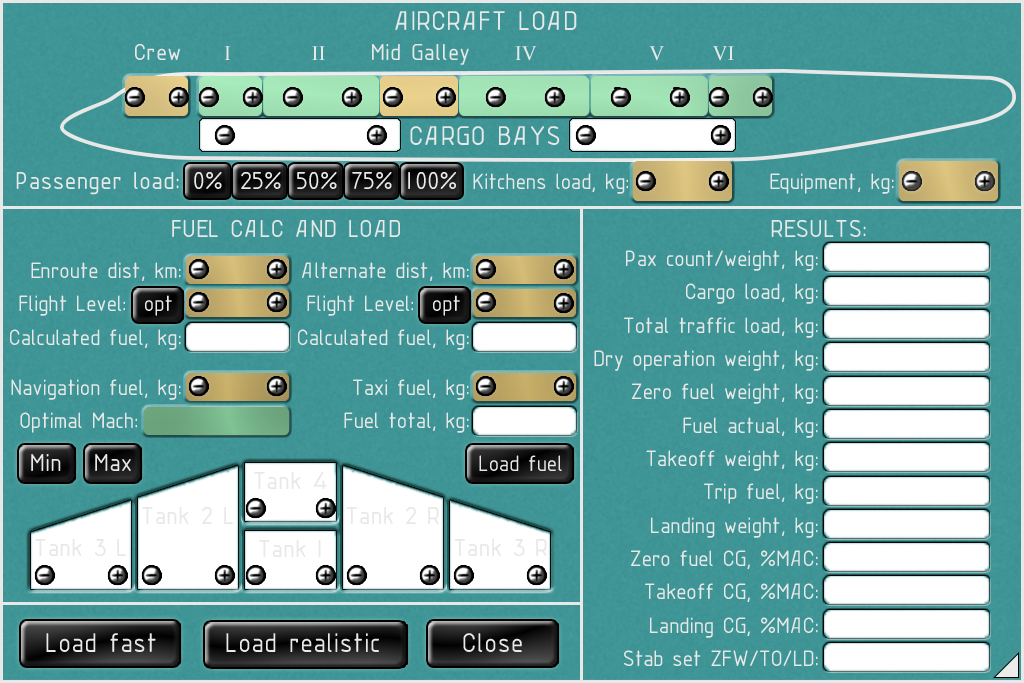 AIRCRAFT LOAD
Crew I II Mid Galley IV V VI
CARGO BAYS
Passenger load: 0% 25% 50% 75% 100% Kitchens load, kg: Equipment, kg:
FUEL CALC AND LOAD
Enroute dist, km: Alternate dist, km:
Flight Level: opt Flight Level: opt
Calculated fuel, kg: Calculated fuel, kg:
Navigation fuel, kg: Taxi fuel, kg:
Optimal Mach: Fuel total, kg:
Min Max Load fuel
Tank 4
Tank 2 L Tank 2 R
Tank 3 L Tank 1 Tank 3 R
Load fast Load realistic Close
RESULTS:
Pax count/weight, kg:
Cargo load, kg:
Total traffic load, kg:
Dry operation weight, kg:
Zero fuel weight, kg:
Fuel actual, kg:
Takeoff weight, kg:
Trip fuel, kg:
Landing weight, kg:
Zero fuel CG, %MAC:
Takeoff CG, %MAC:
Landing CG, %MAC:
Stab set ZFW/TO/LD: